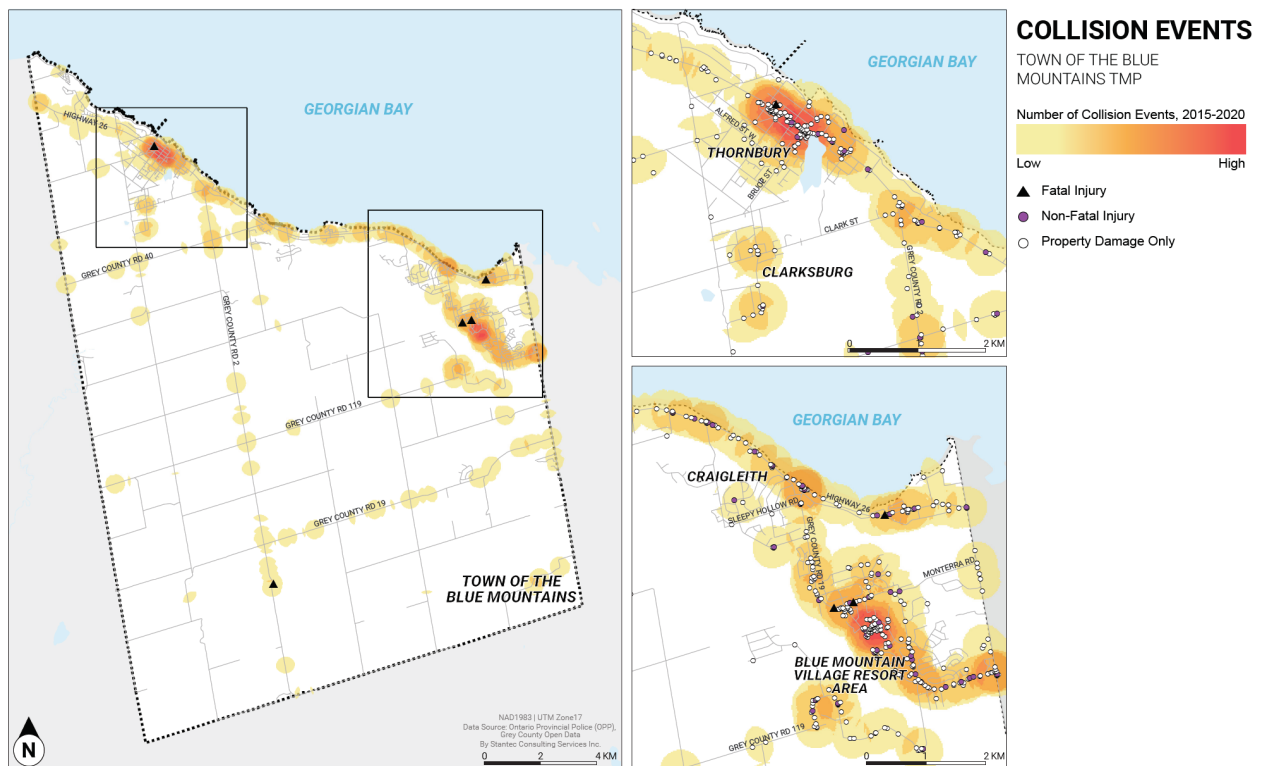 GEORGIAN BAY
HIGHWAY 26
GREY COUNTY RD 40
GREY COUNTY RD 2
GREY COUNTY RD 119
GREY COUNTY RD 19
TOWN OF THE
BLUE MOUNTAINS
N
NAD1983 | UTM Zone17
Data Source: Ontario Provincial Police (OPP),
Grey County Open Data
By Stantec Consulting Services Inc.
0 2 4 KM
GEORGIAN BAY
ALFRED ST W
THORNBURY
BRUCE ST
CLARK ST
CLARKSBURG
GREY COUNTY RD 2
0 2 KM
GEORGIAN BAY
CRAIGLEITH
SLEEPY HOLLOW RD
HIGHWAY 26
GREY COUNTY RD 19
MONTERRA RD
BLUE MOUNTAIN
VILLAGE RESORT
AREA
GREY COUNTY RD 119
0 1 2 KM
COLLISION EVENTS
TOWN OF THE BLUE
MOUNTAINS TMP
Number of Collision Events, 2015-2020
Low High
Fatal Injury
Non-Fatal Injury
Property Damage Only